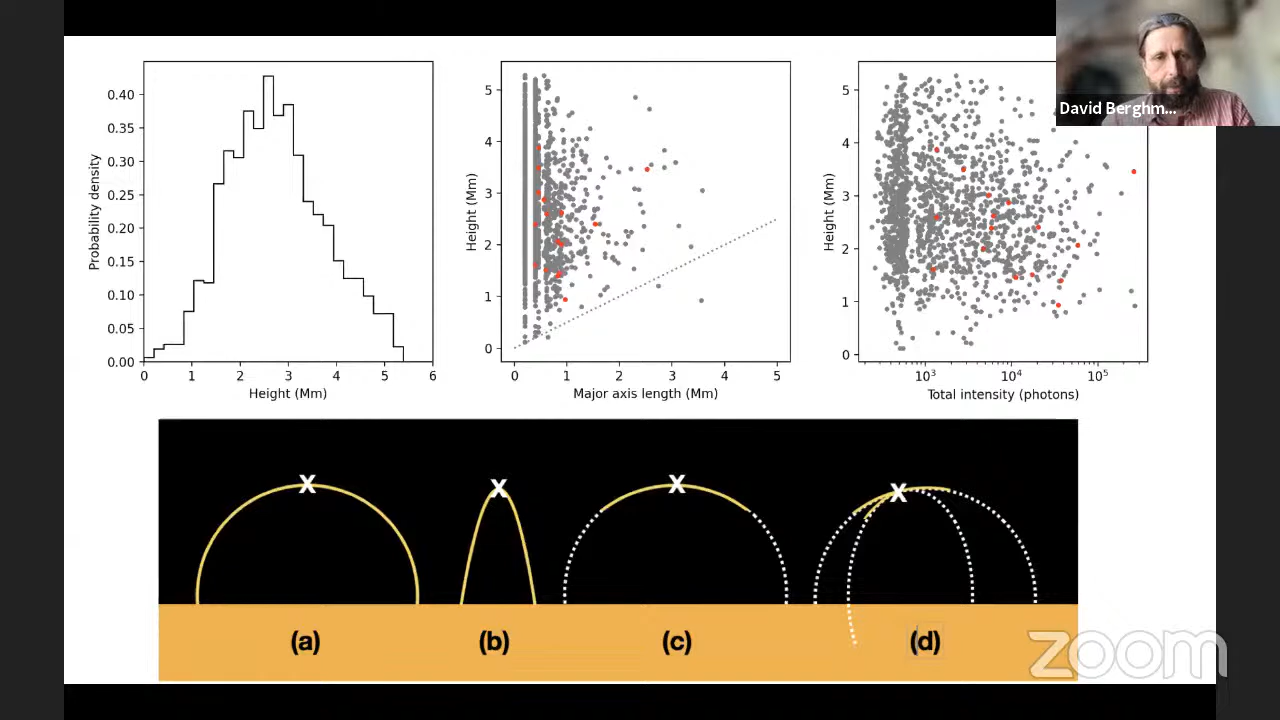 David Berghm...
0.40
0.35
0.30
0.25
0.20
0.15
0.10
0.05
0.00
Probability density
0 1 2 3 4 5 6
Height (Mm)
5
4
3
2
1
0
Height (Mm)
0 1 2 3 4 5
Major axis length (Mm)
5
4
3
2
1
0
Height (Mm)
10³ 10⁴ 10⁵
Total intensity (photons)
X X X X
(a) (b) (c) (d)
zoom